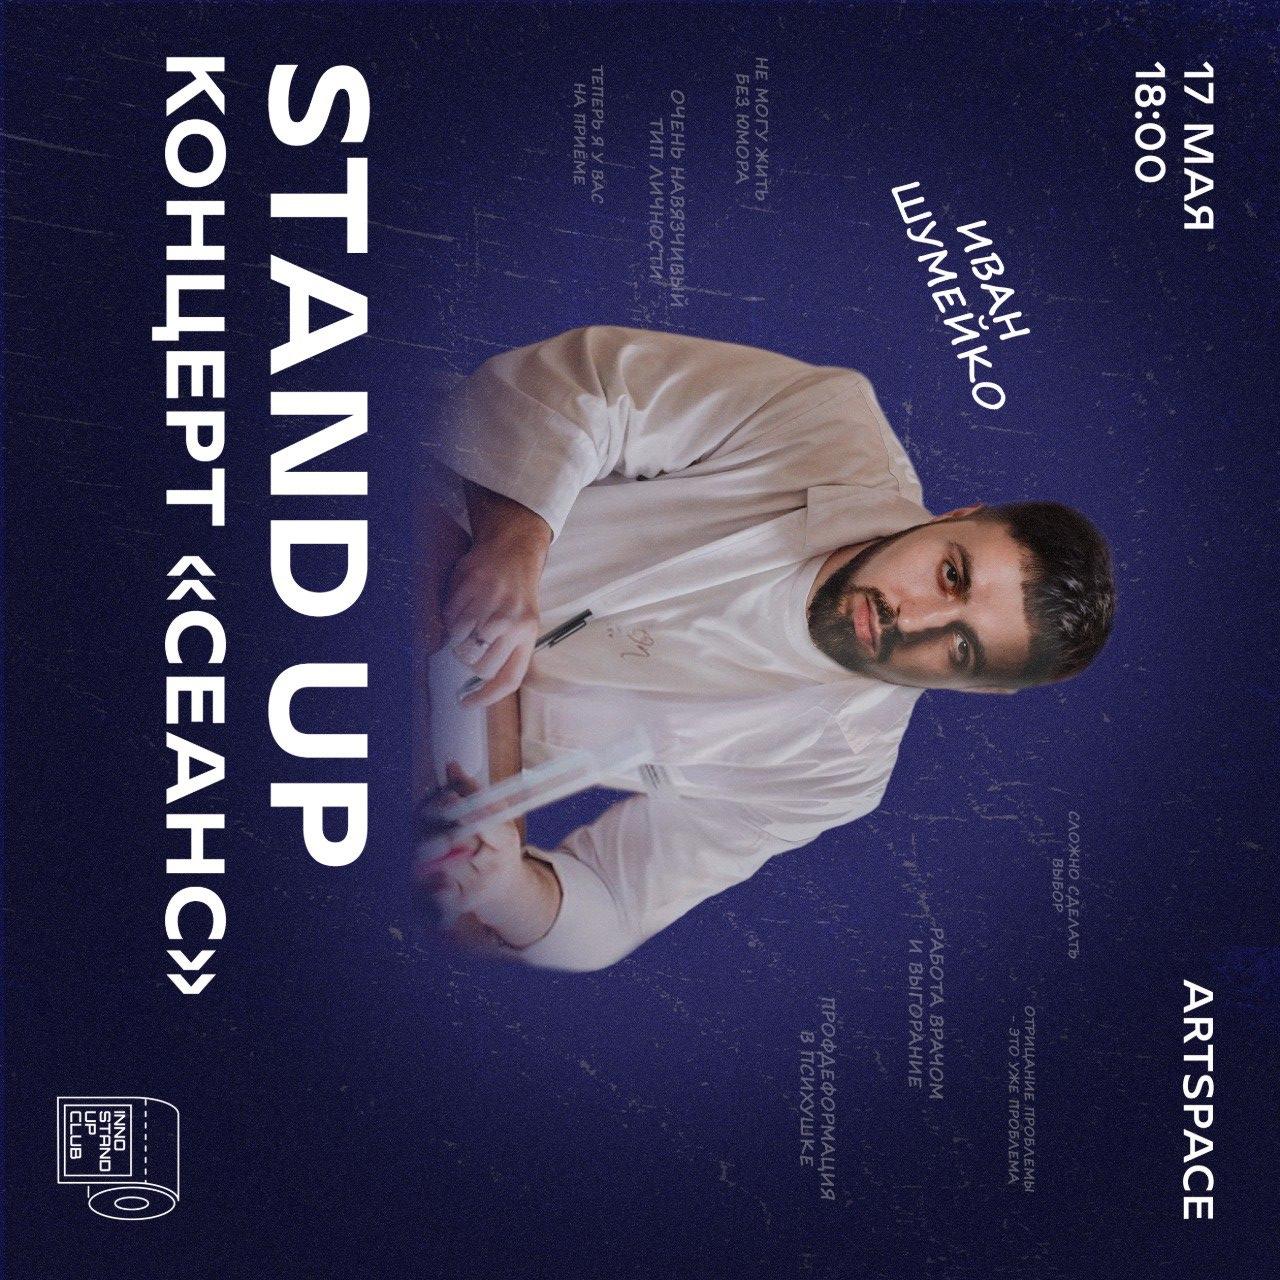 17 МАЯ
18:00
ARTSPACE
ИВАН
ШУМЕЙКО
СЛОЖНО СДЕЛАТЬ
ВЫБОР
ОТРИЦАНИЕ ПРОБЛЕМЫ
- ЭТО УЖЕ ПРОБЛЕМА
РАБОТА ВРАЧОМ
И ВЫГОРАНИЕ
ПРОФДЕФОРМАЦИЯ
В ПСИХУШКЕ
НЕ МОГУ ЖИТЬ
БЕЗ ЮМОРА
ОЧЕНЬ НАВЯЗЧИВЫЙ
ТИП ЛИЧНОСТИ
ТЕПЕРЬ Я У ВАС
НА ПРИЁМЕ
STAND UP
КОНЦЕРТ «СЕАНС»
INNO
STAND
UP
CLUB